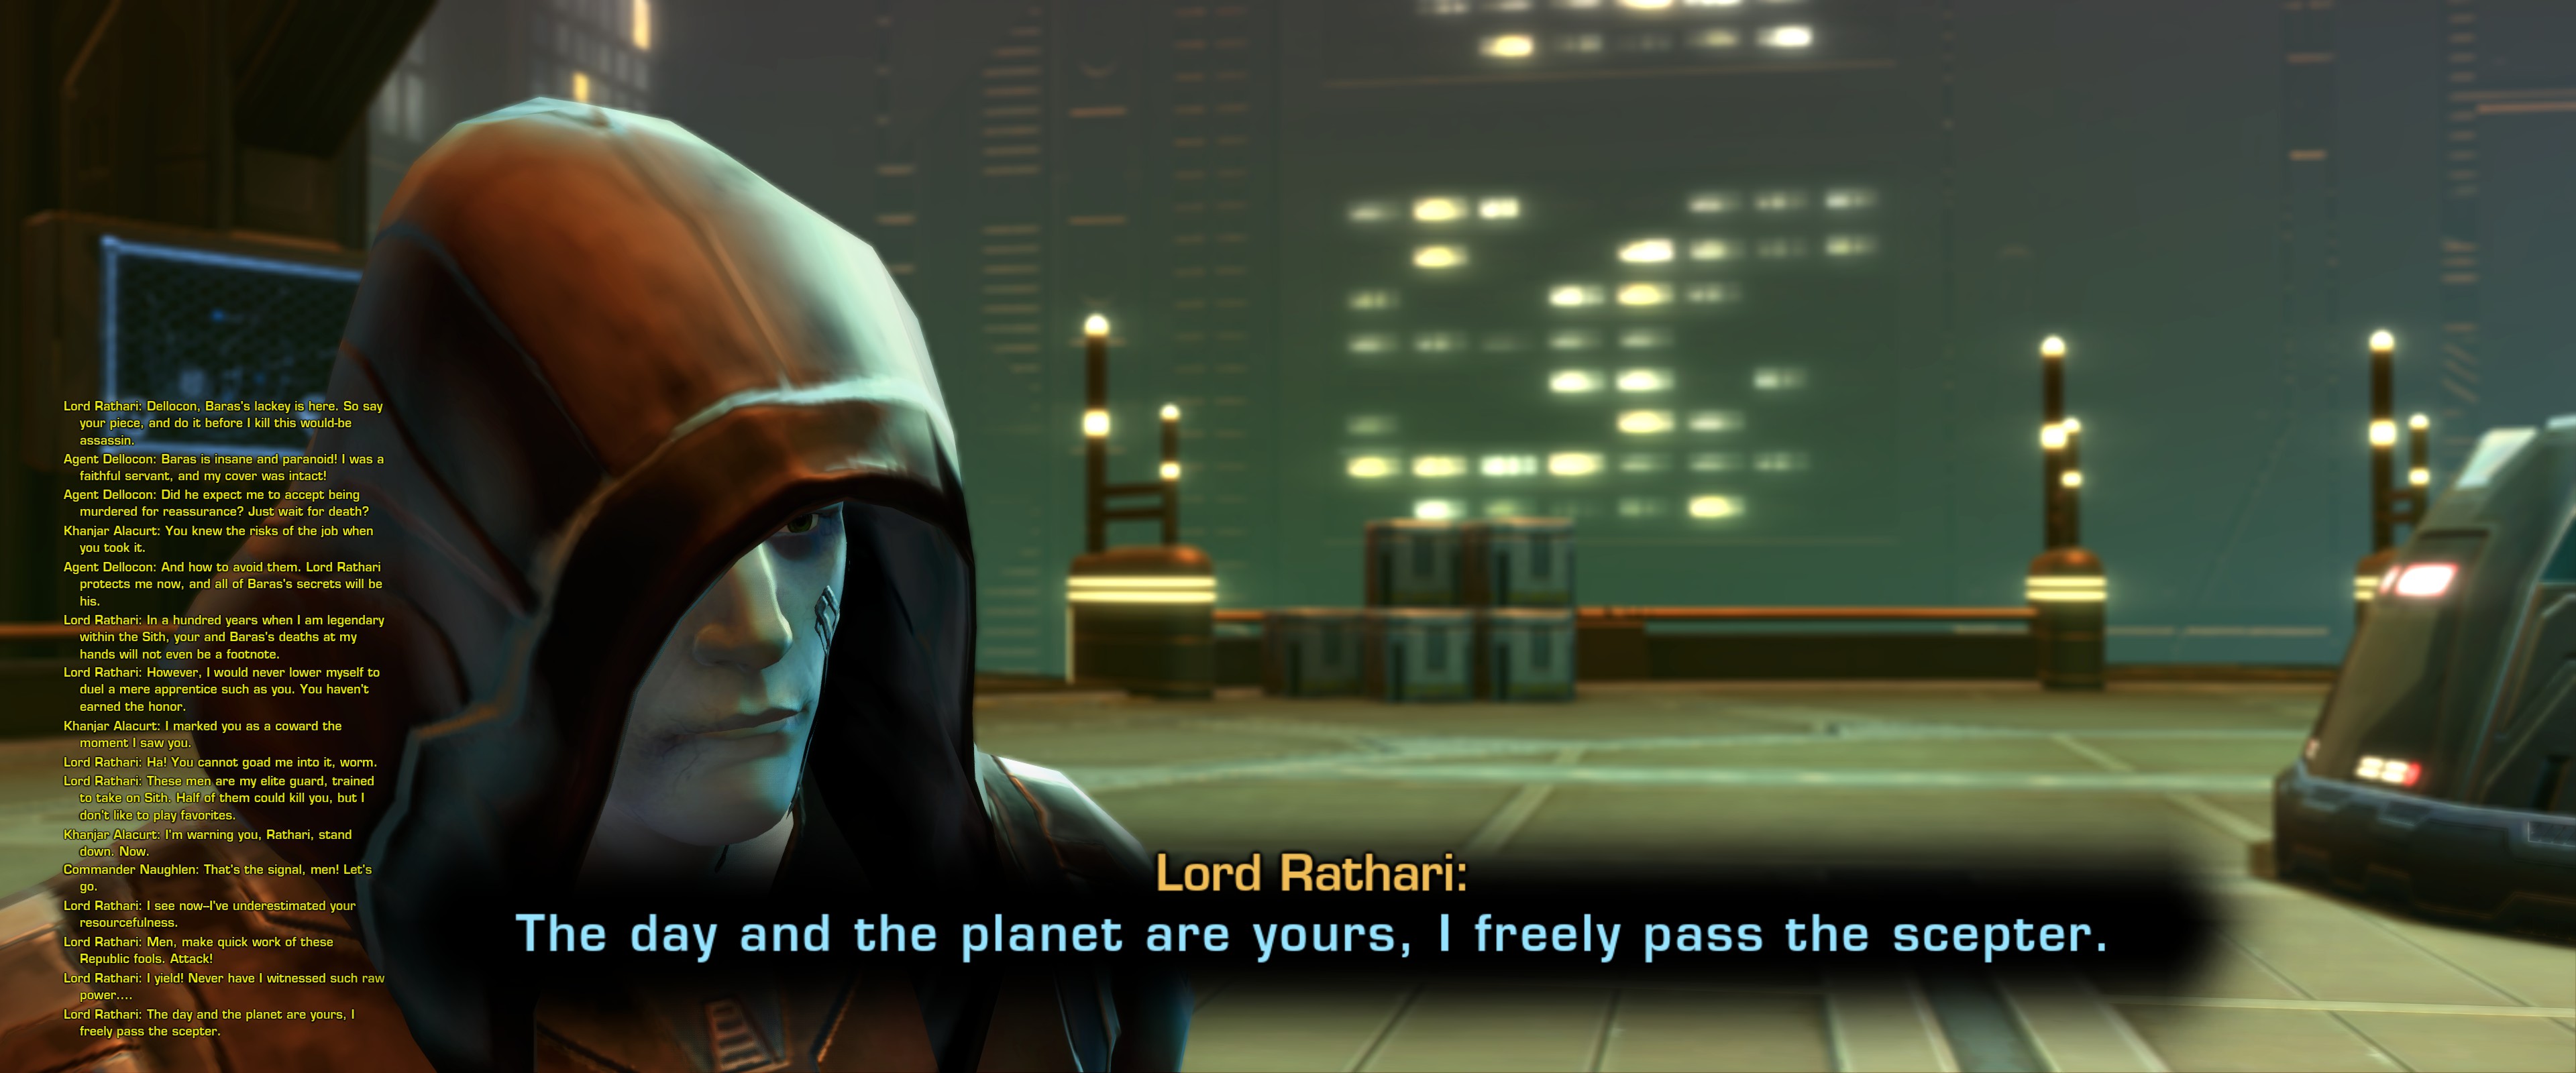 Lord Rathari: Dellocon, Baras's lackey is here. So say
your piece, and do it before I kill this would-be
assassin.
Agent Dellocon: Baras is insane and paranoid! I was a
faithful servant, and my cover was intact!
Agent Dellocon: Did he expect me to accept being
murdered for reassurance? Just wait for death?
Khanjar Alacurt: You knew the risks of the job when
you took it.
Agent Dellocon: And how to avoid them. Lord Rathari
protects me now, and all of Baras's secrets will be
his.
Lord Rathari: In a hundred years when I am legendary
within the Sith, your and Baras's deaths at my
hands will not even be a footnote.
Lord Rathari: However, I would never lower myself to
duel a mere apprentice such as you. You haven't
earned the honor.
Khanjar Alacurt: I marked you as a coward the
moment I saw you.
Lord Rathari: Ha! You cannot goad me into it, worm.
Lord Rathari: These men are my elite guard, trained
to take on Sith. Half of them could kill you, but I
don't like to play favorites.
Khanjar Alacurt: I'm warning you, Rathari, stand
down. Now.
Commander Naughlen: That's the signal, men! Let's
go.
Lord Rathari: I see now–I've underestimated your
resourcefulness.
Lord Rathari: Men, make quick work of these
Republic fools. Attack!
Lord Rathari: I yield! Never have I witnessed such raw
power....
Lord Rathari: The day and the planet are yours, I
freely pass the scepter.
Lord Rathari:
The day and the planet are yours, I freely pass the scepter.